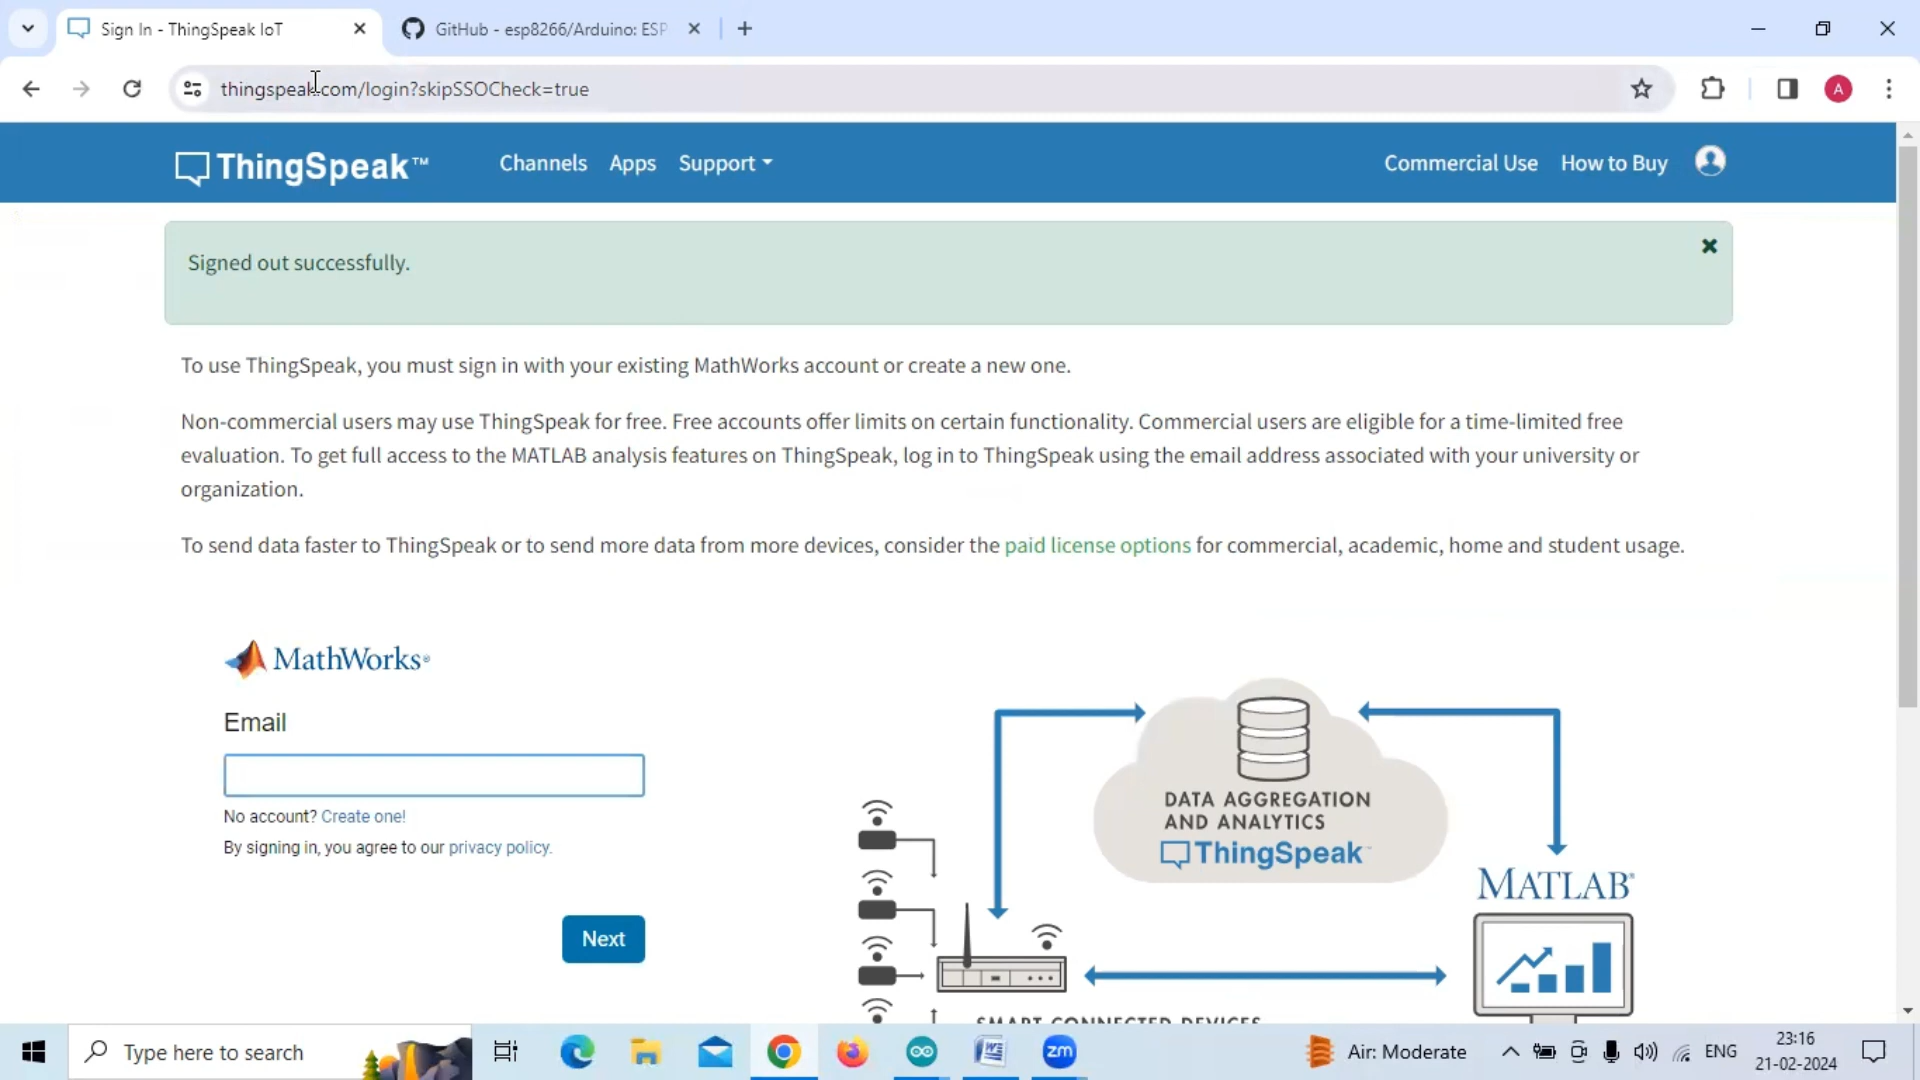 Sign In - ThingSpeak IoT
GitHub - esp8266/Arduino: ESP
thingspeak.com/login?skipSSOCheck=true
A
ThingSpeak™
Channels
Apps
Support
Commercial Use
How to Buy
Signed out successfully.
To use ThingSpeak, you must sign in with your existing MathWorks account or create a new one.
Non-commercial users may use ThingSpeak for free. Free accounts offer limits on certain functionality. Commercial users are eligible for a time-limited free
evaluation. To get full access to the MATLAB analysis features on ThingSpeak, log in to ThingSpeak using the email address associated with your university or
organization.
To send data faster to ThingSpeak or to send more data from more devices, consider the paid license options for commercial, academic, home and student usage.
MathWorks®
Email
No account? Create one!
By signing in, you agree to our privacy policy.
Next
DATA AGGREGATION
AND ANALYTICS
ThingSpeak™
MATLAB®
SMART CONNECTED DEVICES
Type here to search
zm
Air: Moderate
ENG
23:16
21-02-2024